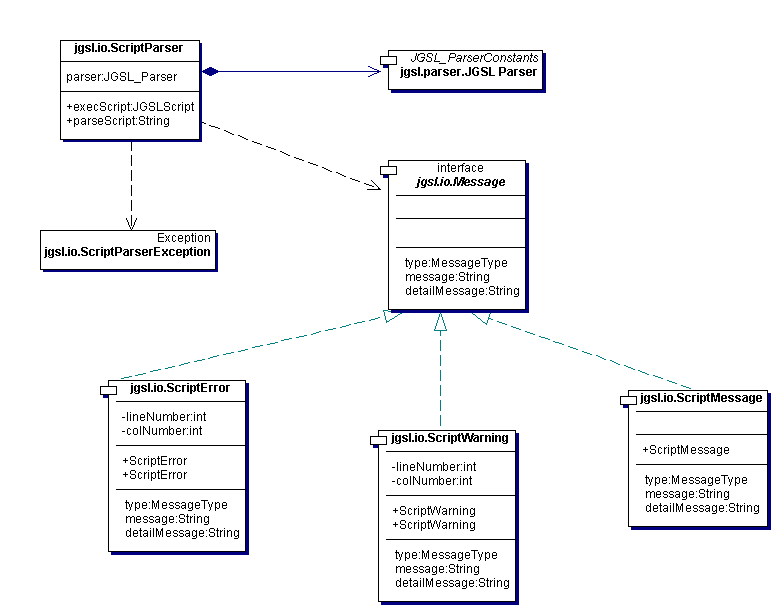 jgsl.io.ScriptParser
parser:JGSL_Parser
+execScript:JGSLScript
+parseScript:String
JGSL_ParserConstants
jgsl.parser.JGSL Parser
interface
jgsl.io.Message
type:MessageType
message:String
detailMessage:String
Exception
jgsl.io.ScriptParserException
jgsl.io.ScriptError
-lineNumber:int
-colNumber:int
+ScriptError
+ScriptError
type:MessageType
message:String
detailMessage:String
jgsl.io.ScriptWarning
-lineNumber:int
-colNumber:int
+ScriptWarning
+ScriptWarning
type:MessageType
message:String
detailMessage:String
jgsl.io.ScriptMessage
+ScriptMessage
type:MessageType
message:String
detailMessage:String